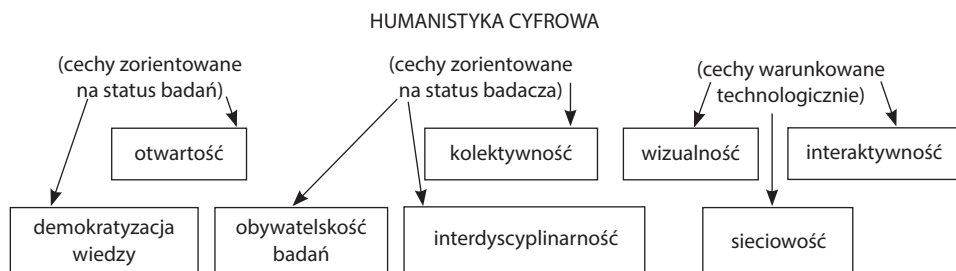 HUMANISTYKA CYFROWA
(cechy zorientowane
na status badań)
(cechy zorientowane
na status badacza)
(cechy warunkowane
technologicznie)
otwartość
kolektywność
wizualność
interaktywność
demokratyzacja
wiedzy
obywatelskość
badań
interdyscyplinarność
sieciowość